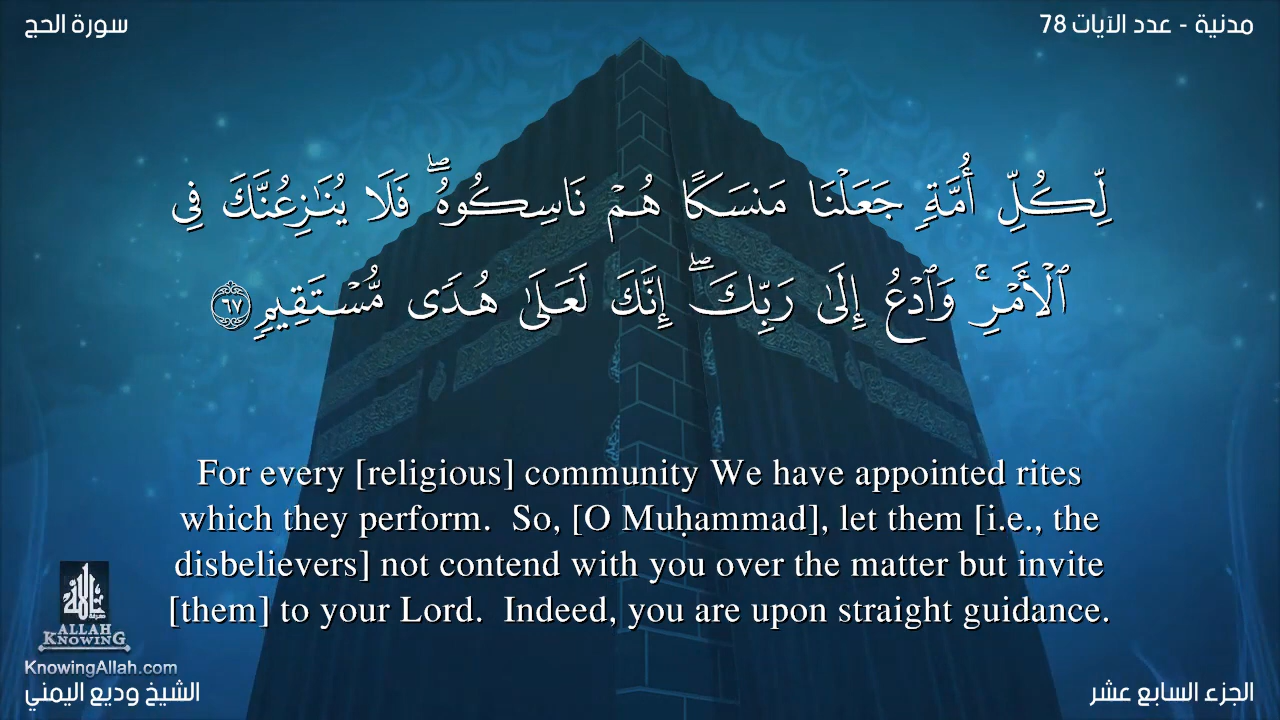 سورة الحج
مدنية - عدد الآيات 78
لِّكُلِّ أُمَّةٍ جَعَلْنَا مَنسَكًا هُمْ نَاسِكُوهُ ۖ فَلَا يُنَـٰزِعُنَّكَ فِى
ٱلْأَمْرِ ۚ وَٱدْعُ إِلَىٰ رَبِّكَ ۖ إِنَّكَ لَعَلَىٰ هُدًى مُّسْتَقِيمٍ ٦٧
For every [religious] community We have appointed rites
which they perform.  So, [O Muḥammad], let them [i.e., the
disbelievers] not contend with you over the matter but invite
[them] to your Lord.  Indeed, you are upon straight guidance.
ALLAH
KNOWING
KnowingAllah.com
الشيخ وديع اليمني
الجزء السابع عشر